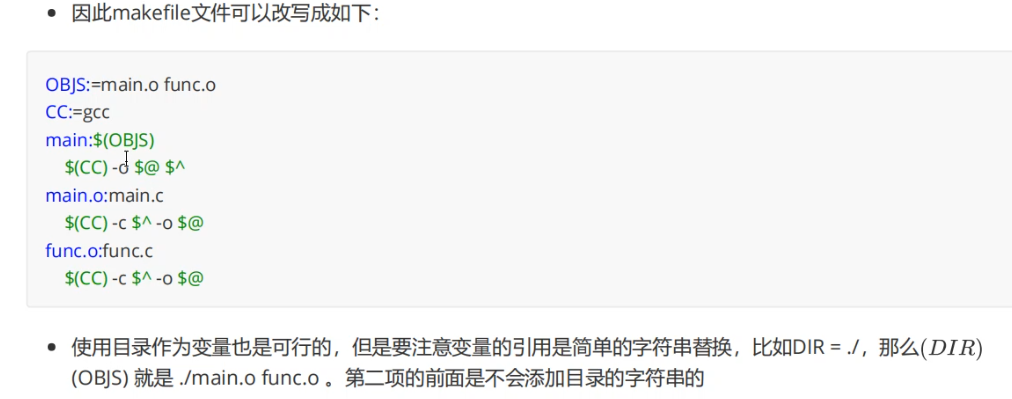 因此makefile文件可以改写成如下：
OBJS:=main.o func.o
CC:=gcc
main:$(OBJS)
$(CC) -o $@ $^
main.o:main.c
$(CC) -c $^ -o $@
func.o:func.c
$(CC) -c $^ -o $@
使用目录作为变量也是可行的，但是要注意变量的引用是简单的字符串替换，比如DIR = ./，那么(DIR)
(OBJS) 就是 ./main.o func.o 。第二项的前面是不会添加目录的字符串的